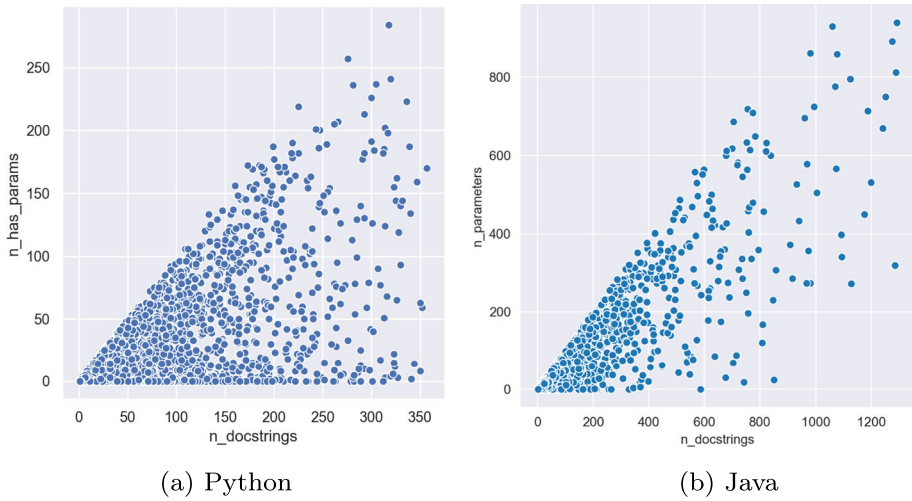 250
200
150
100
50
0
n_has_params
0 50 100 150 200 250 300 350
n_docstrings
(a) Python
800
600
400
200
0
n_parameters
0 200 400 600 800 1000 1200
n_docstrings
(b) Java